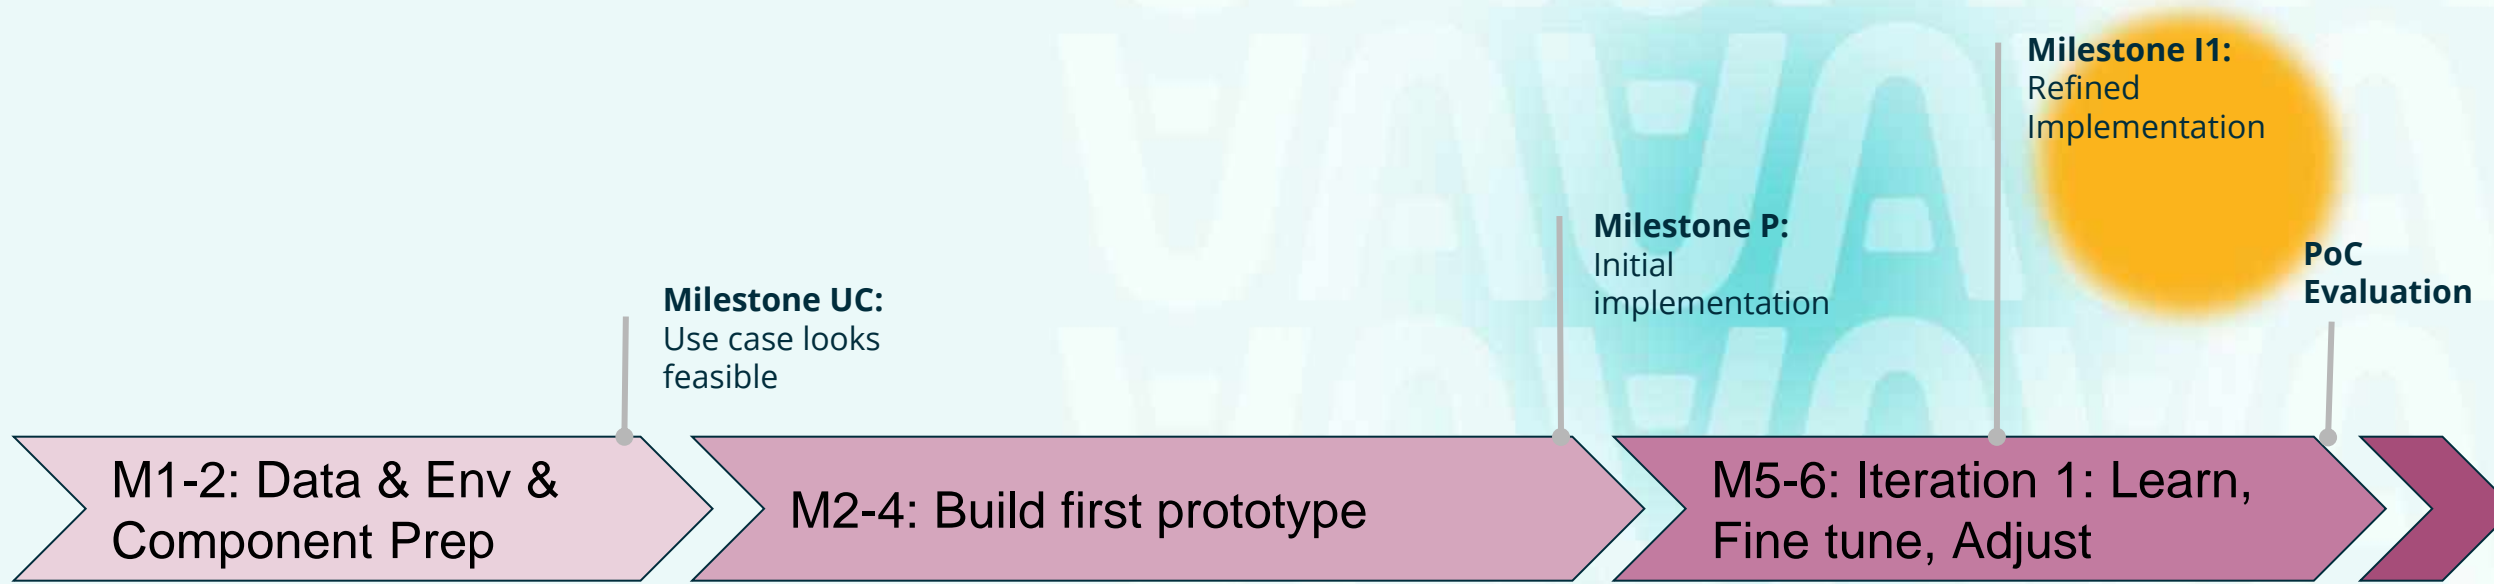 Milestone I1:
Refined
Implementation
Milestone P:
Initial
implementation
PoC
Evaluation
Milestone UC:
Use case looks
feasible
M1-2: Data & Env &
Component Prep
M2-4: Build first prototype
M5-6: Iteration 1: Learn,
Fine tune, Adjust